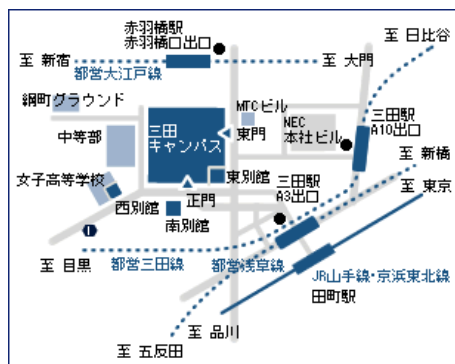 赤羽橋駅
赤羽橋口出口
至 日比谷
至 新宿
至 大門
都営大江戸線
綱町グラウンド
MTCビル
三田駅
A10出口
中等部
三田
キャンパス
東門
NEC
本社ビル
至 新橋
女子高等学校
東別館
三田駅
A3出口
至 東京
西別館
正門
南別館
至 目黒
都営三田線
都営浅草線
JR山手線・京浜東北線
田町駅
至 品川
至 五反田